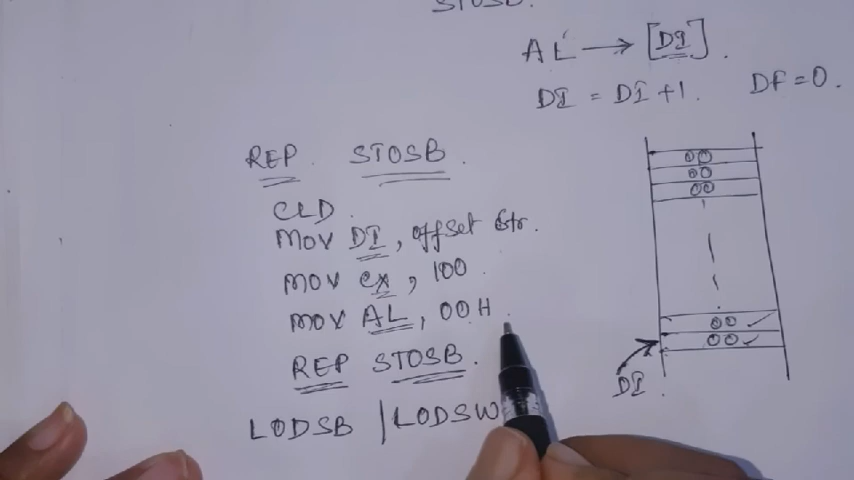 STOSB.
AL → [DI].
DI = DI +1. DF=0.
REP. STOSB.
CLD.
MOV DI, offset Str.
MOV CX, 100.
MOV AL, 00H.
REP STOSB.
LODSB | LODSW
00
00
00
00
00
DI.